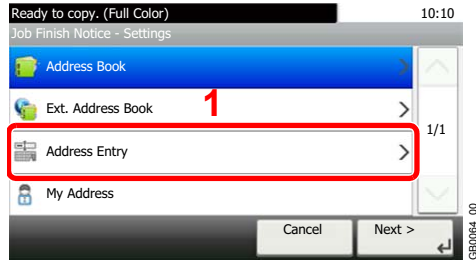 Ready to copy. (Full Color) 10:10
Job Finish Notice - Settings
Address Book
Ext. Address Book
1
1/1
Address Entry
My Address
Cancel Next >
GB0064_00